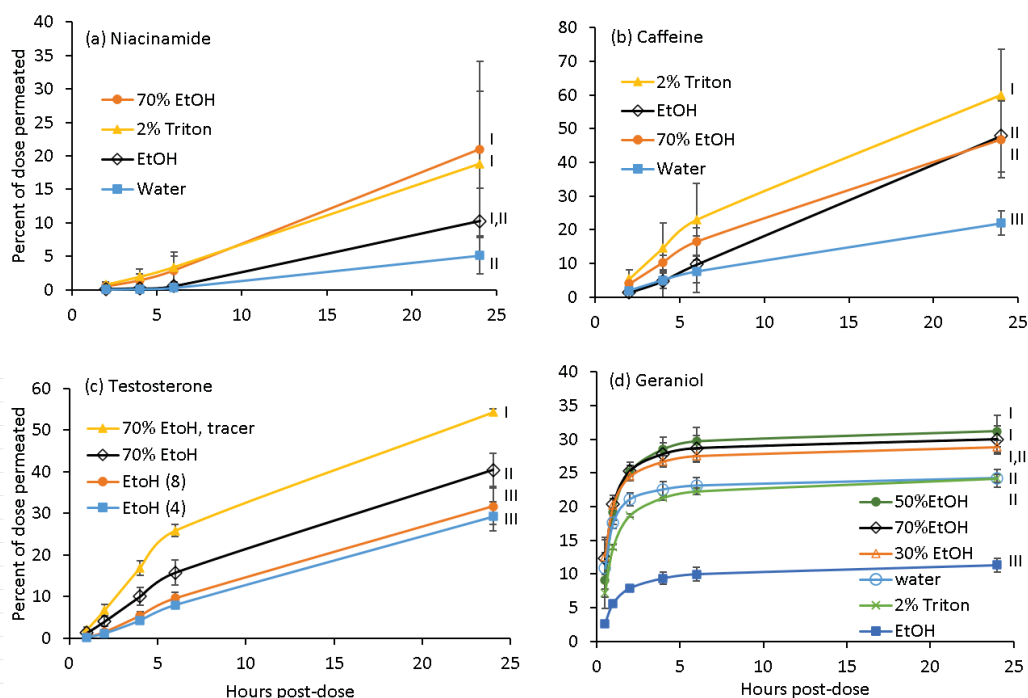 (a) Niacinamide
Percent of dose permeated
40
35
30
25
20
15
10
5
0
70% EtOH
2% Triton
EtOH
Water
I
I
I,II
II
0 5 10 15 20 25
(b) Caffeine
80
70
60
50
40
30
20
10
0
2% Triton
EtOH
70% EtOH
Water
I
II
II
III
0 5 10 15 20 25
(c) Testosterone
Percent of dose permeated
60
50
40
30
20
10
0
70% EtoH, tracer
70% EtoH
EtoH (8)
EtoH (4)
I
II
III
III
0 5 10 15 20 25
Hours post-dose
(d) Geraniol
40
35
30
25
20
15
10
5
0
I
I
I,II
II
II
III
50%EtOH
70%EtOH
30% EtOH
water
2% Triton
EtOH
0 5 10 15 20 25
Hours post-dose